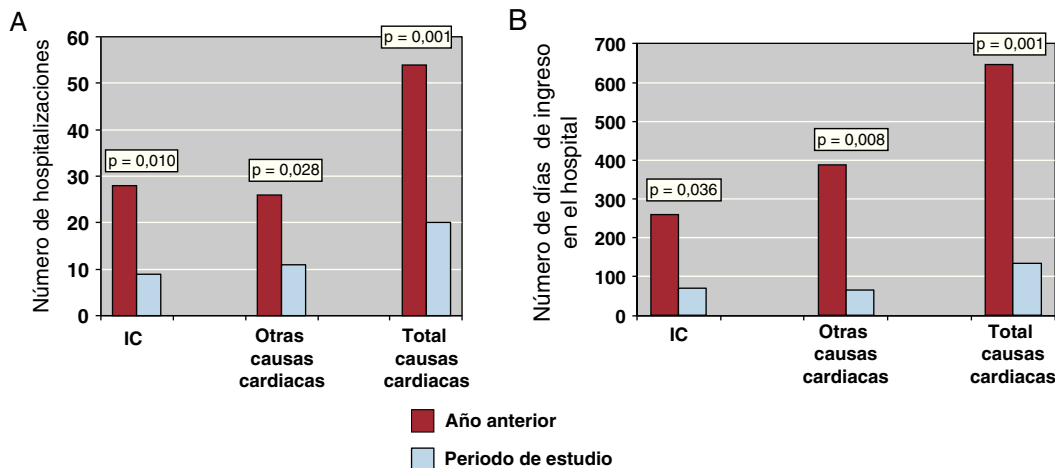 A
Número de hospitalizaciones
60
50
40
30
20
10
0
p = 0,010
p = 0,028
p = 0,001
IC
Otras
causas
cardiacas
Total
causas
cardiacas
B
Número de días de ingreso
en el hospital
700
600
500
400
300
200
100
0
p = 0,036
p = 0,008
p = 0,001
IC
Otras
causas
cardiacas
Total
causas
cardiacas
Año anterior
Periodo de estudio